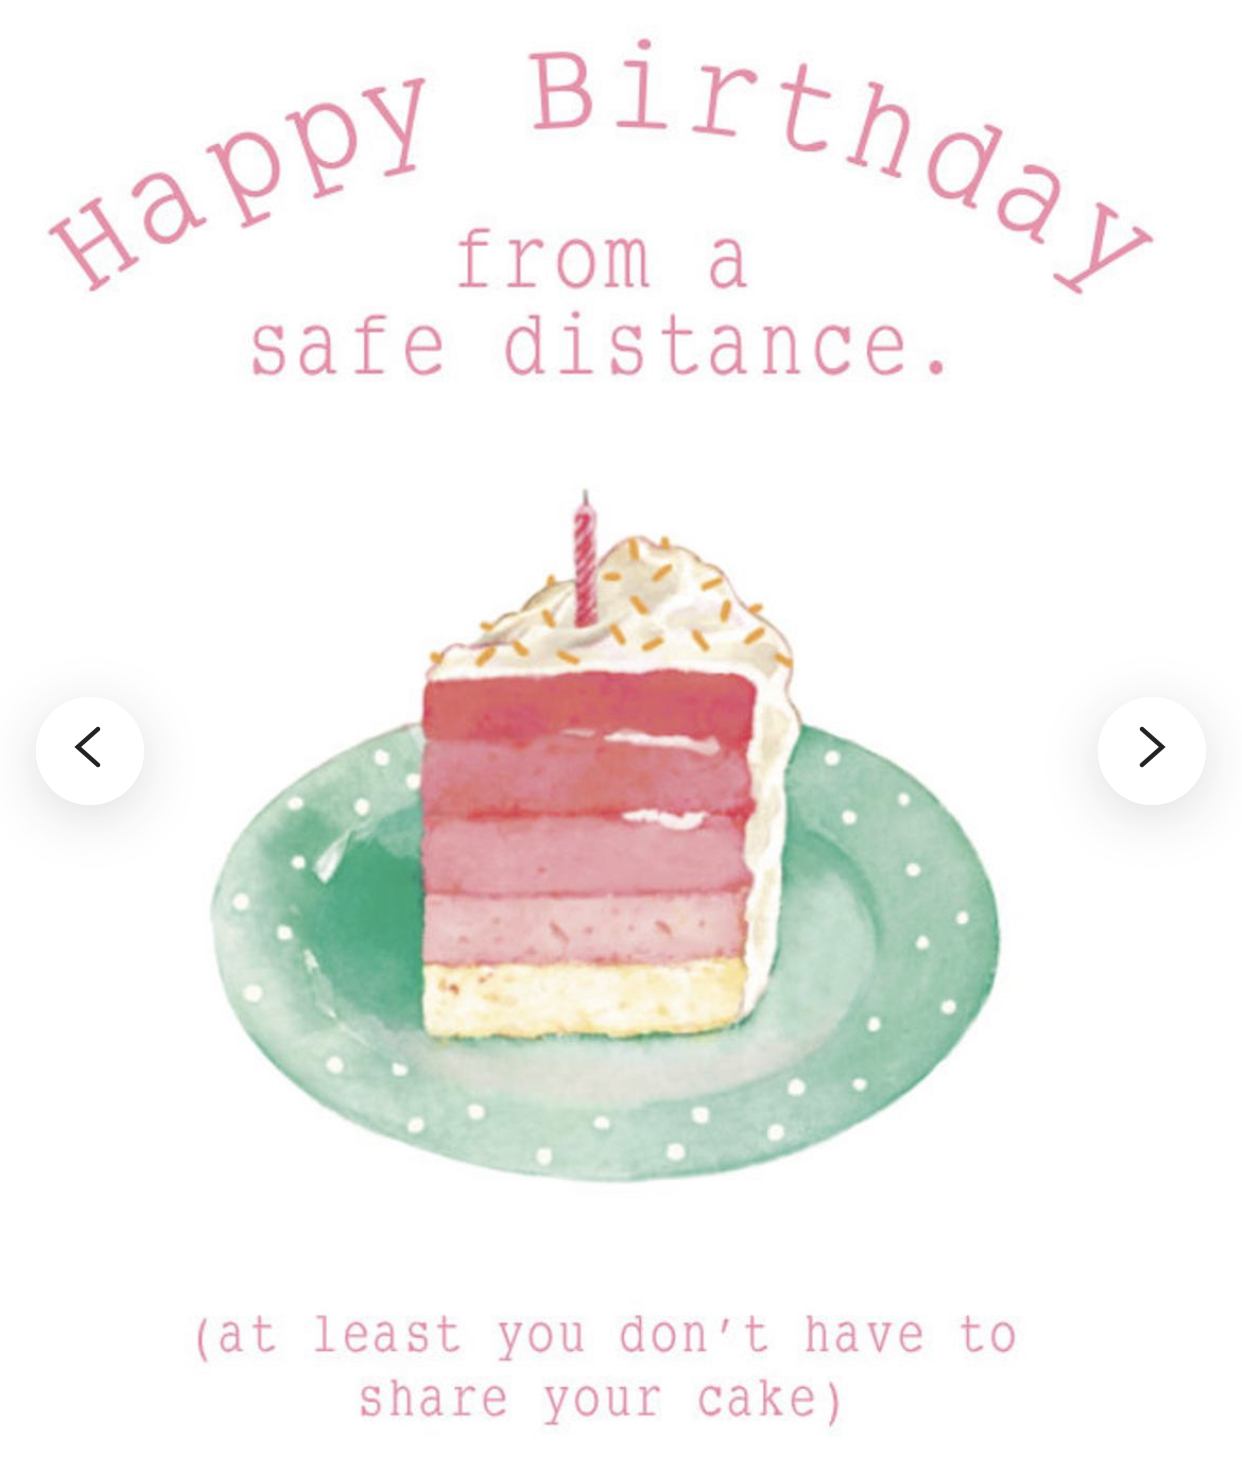 Happy Birthday
from a
safe distance.
(at least you don't have to
share your cake)